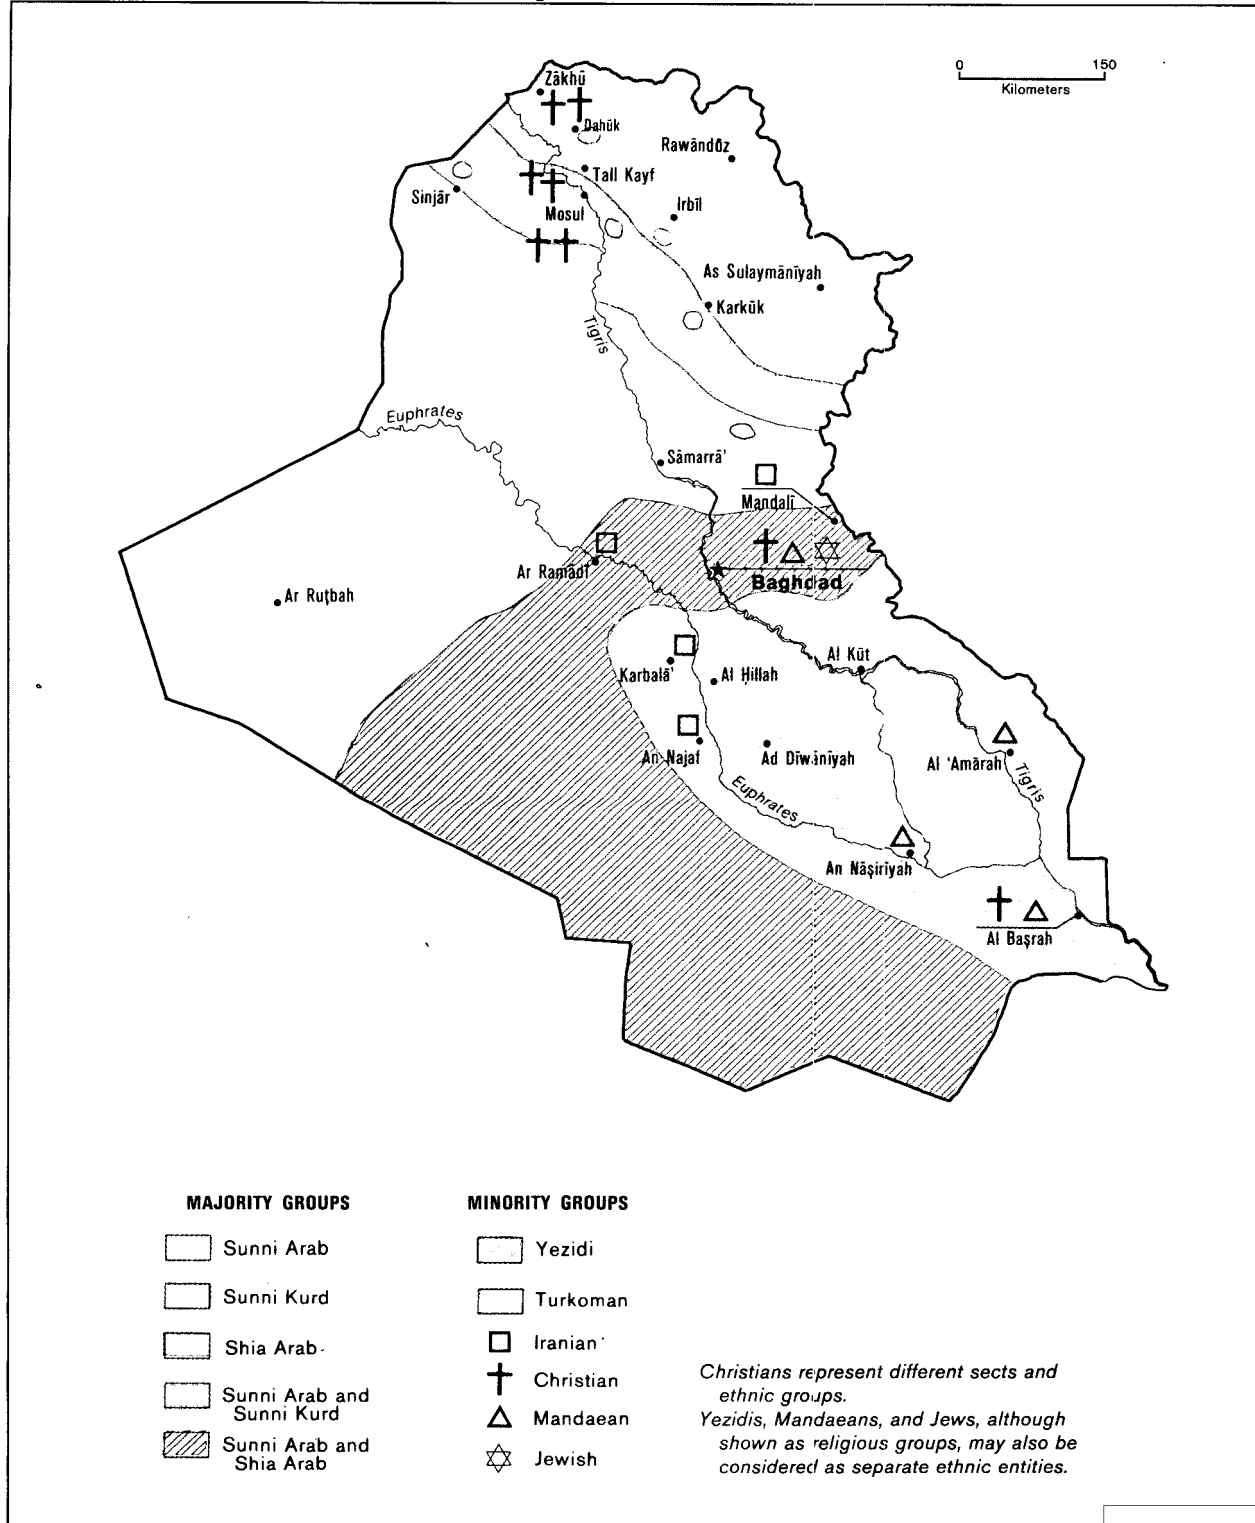 0 150
Kilometers
Zākhū
Dahūk
Rawāndūz
Tall Kayf
Sinjār
Mosul
Irbīl
As Sulaymānīyah
Karkūk
Tigris
Euphrates
Sāmarrā'
Mandalī
Ar Ramādī
Baghdad
Ar Ruţbah
Al Kūt
Karbalā'
Al Ḥillah
An Najaf
Ad Dīwānīyah
Al 'Amārah
Tigris
Euphrates
An Nāşirīyah
Al Başrah
MAJORITY GROUPS
Sunni Arab
Sunni Kurd
Shia Arab
Sunni Arab and
Sunni Kurd
Sunni Arab and
Shia Arab
MINORITY GROUPS
Yezidi
Turkoman
Iranian
Christian
Mandaean
Jewish
Christians represent different sects and
ethnic groups.
Yezidis, Mandaeans, and Jews, although
shown as religious groups, may also be
considered as separate ethnic entities.